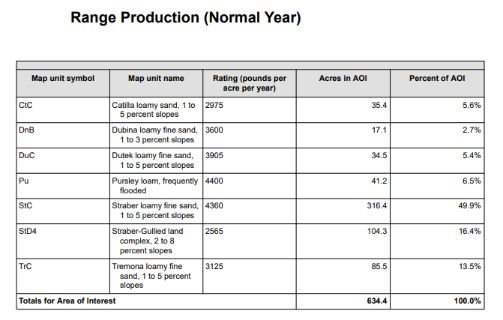 Range Production (Normal Year)
Map unit symbol Map unit name Rating (pounds per Acres in AOI Percent of AOI
acre per year)
CtC Catilla loamy sand, 1 to 2975 35.4 5.6%
5 percent slopes
DnB Dubina loamy fine sand, 3600 17.1 2.7%
1 to 3 percent slopes
DuC Dutek loamy fine sand, 3905 34.5 5.4%
1 to 5 percent slopes
Pu Pursley loam, frequently 4400 41.2 6.5%
flooded
StC Straber loamy fine sand, 4360 316.4 49.9%
1 to 5 percent slopes
StD4 Straber-Gullied land 2565 104.3 16.4%
complex, 2 to 8
percent slopes
TrC Tremona loamy fine 3125 85.5 13.5%
sand, 1 to 5 percent
slopes
Totals for Area of Interest 634.4 100.0%